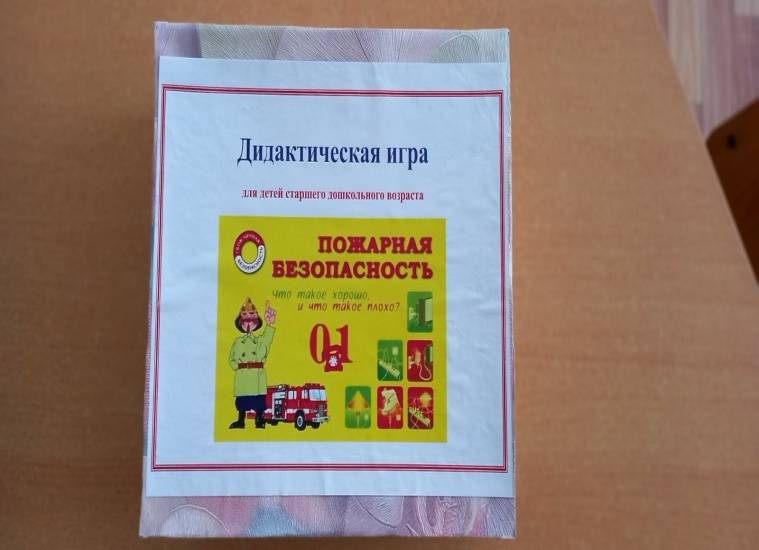 Дидактическая игра
для детей старшего дошкольного возраста
ПОЖАРНАЯ
БЕЗОПАСНОСТЬ
Что такое хорошо,
и что такое плохо?
01